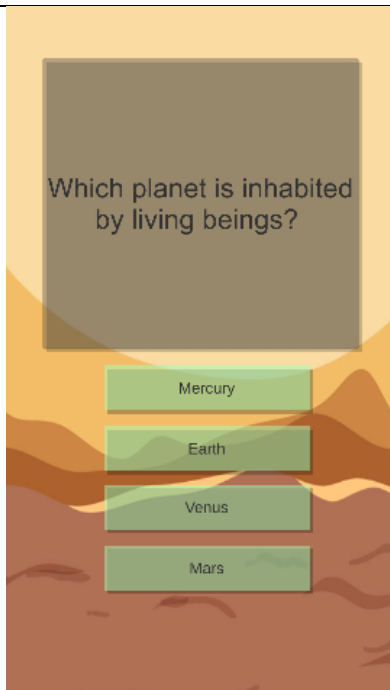 Which planet is inhabited
by living beings?
Mercury
Earth
Venus
Mars